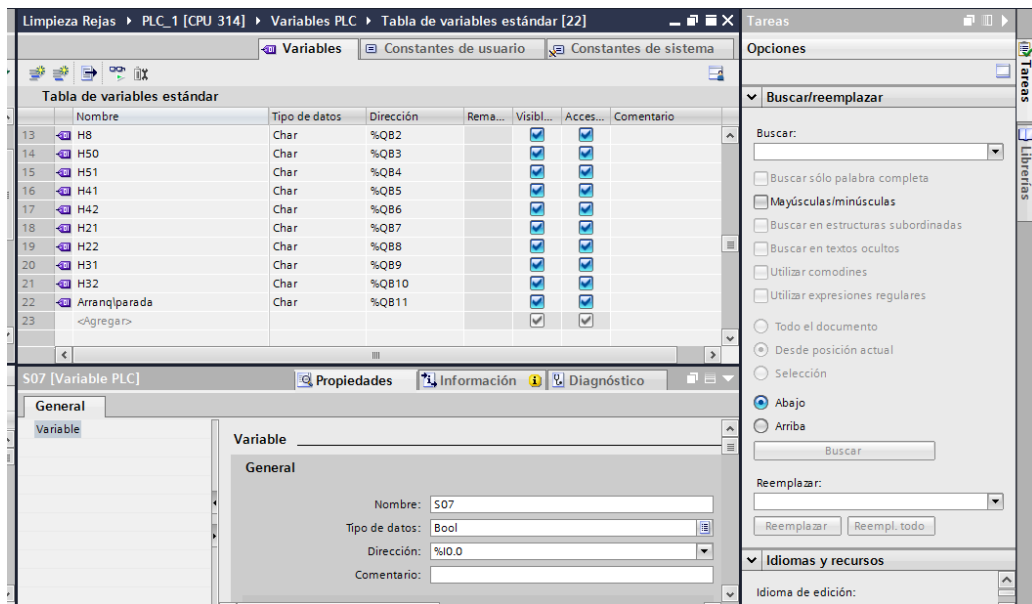 Limpieza Rejas ▸ PLC_1 [CPU 314] ▸ Variables PLC ▸ Tabla de variables estándar [22]
Variables Constantes de usuario Constantes de sistema
Tabla de variables estándar
Nombre Tipo de datos Dirección Rema... Visibl... Acces... Comentario
13 H8 Char %QB2
14 H50 Char %QB3
15 H51 Char %QB4
16 H41 Char %QB5
17 H42 Char %QB6
18 H21 Char %QB7
19 H22 Char %QB8
20 H31 Char %QB9
21 H32 Char %QB10
22 Arranq\parada Char %QB11
23 <Agregar>
S07 [Variable PLC]
Propiedades Información Diagnóstico
General
Variable
Variable
General
Nombre: S07
Tipo de datos: Bool
Dirección: %I0.0
Comentario:
Tareas
Opciones
Buscar/reemplazar
Buscar:
Buscar sólo palabra completa
Mayúsculas/minúsculas
Buscar en estructuras subordinadas
Buscar en textos ocultos
Utilizar comodines
Utilizar expresiones regulares
Todo el documento
Desde posición actual
Selección
Abajo
Arriba
Buscar
Reemplazar:
Reemplazar Reempl. todo
Idiomas y recursos
Idioma de edición:
Tareas
Librerías